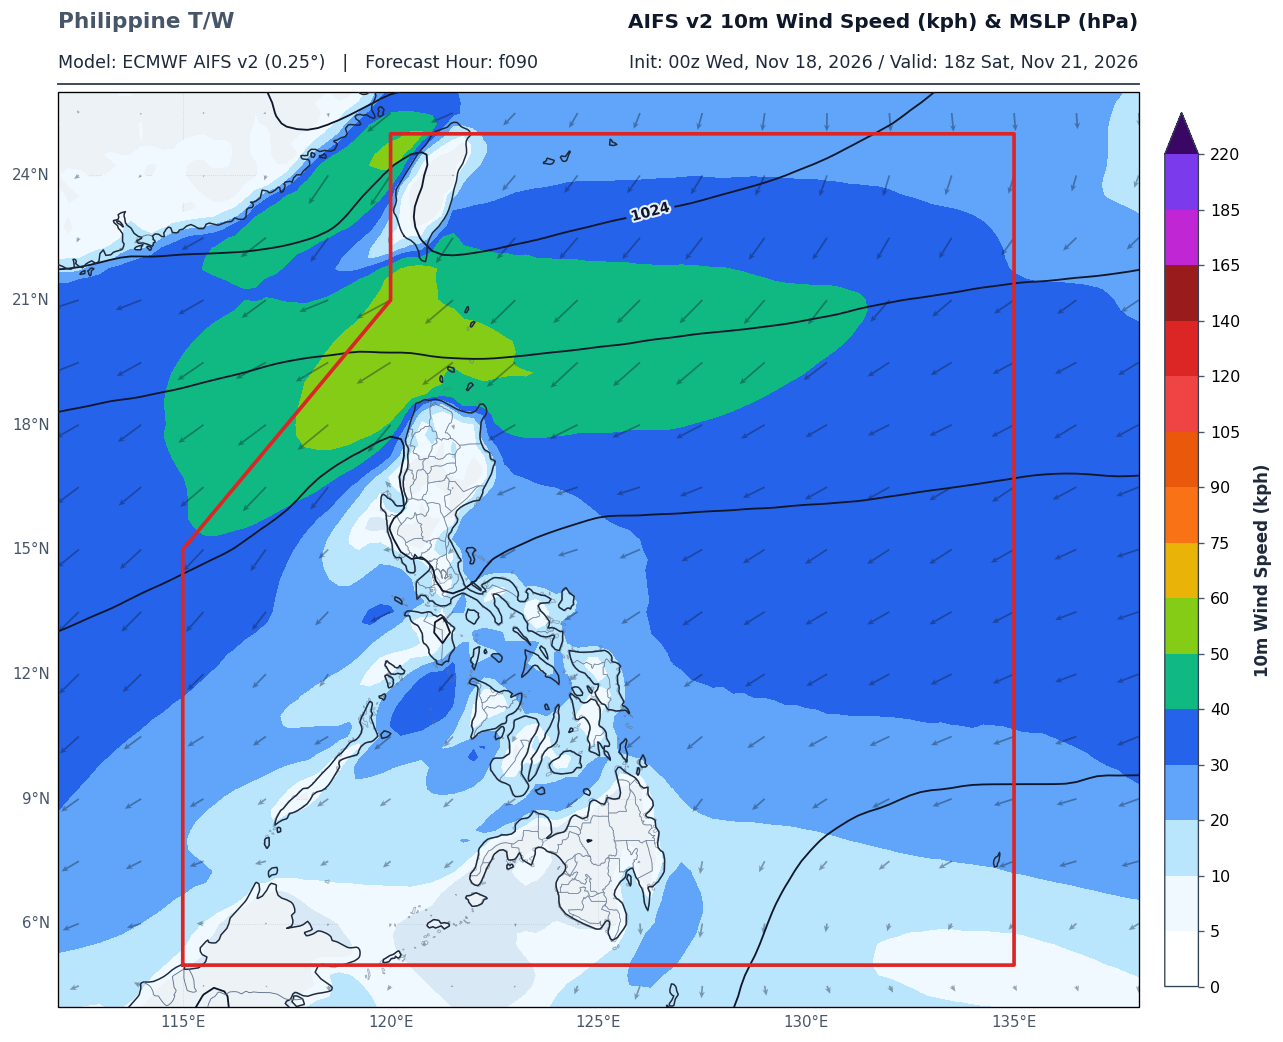 Philippine T/W
AIFS v2 10m Wind Speed (kph) & MSLP (hPa)
Model: ECMWF AIFS v2 (0.25°) | Forecast Hour: f090
Init: 00z Wed, Nov 18, 2026 / Valid: 18z Sat, Nov 21, 2026
24°N
21°N
18°N
15°N
12°N
9°N
6°N
115°E
120°E
125°E
130°E
135°E
1024
220
185
165
140
120
105
90
75
60
50
40
30
20
10
5
0
10m Wind Speed (kph)